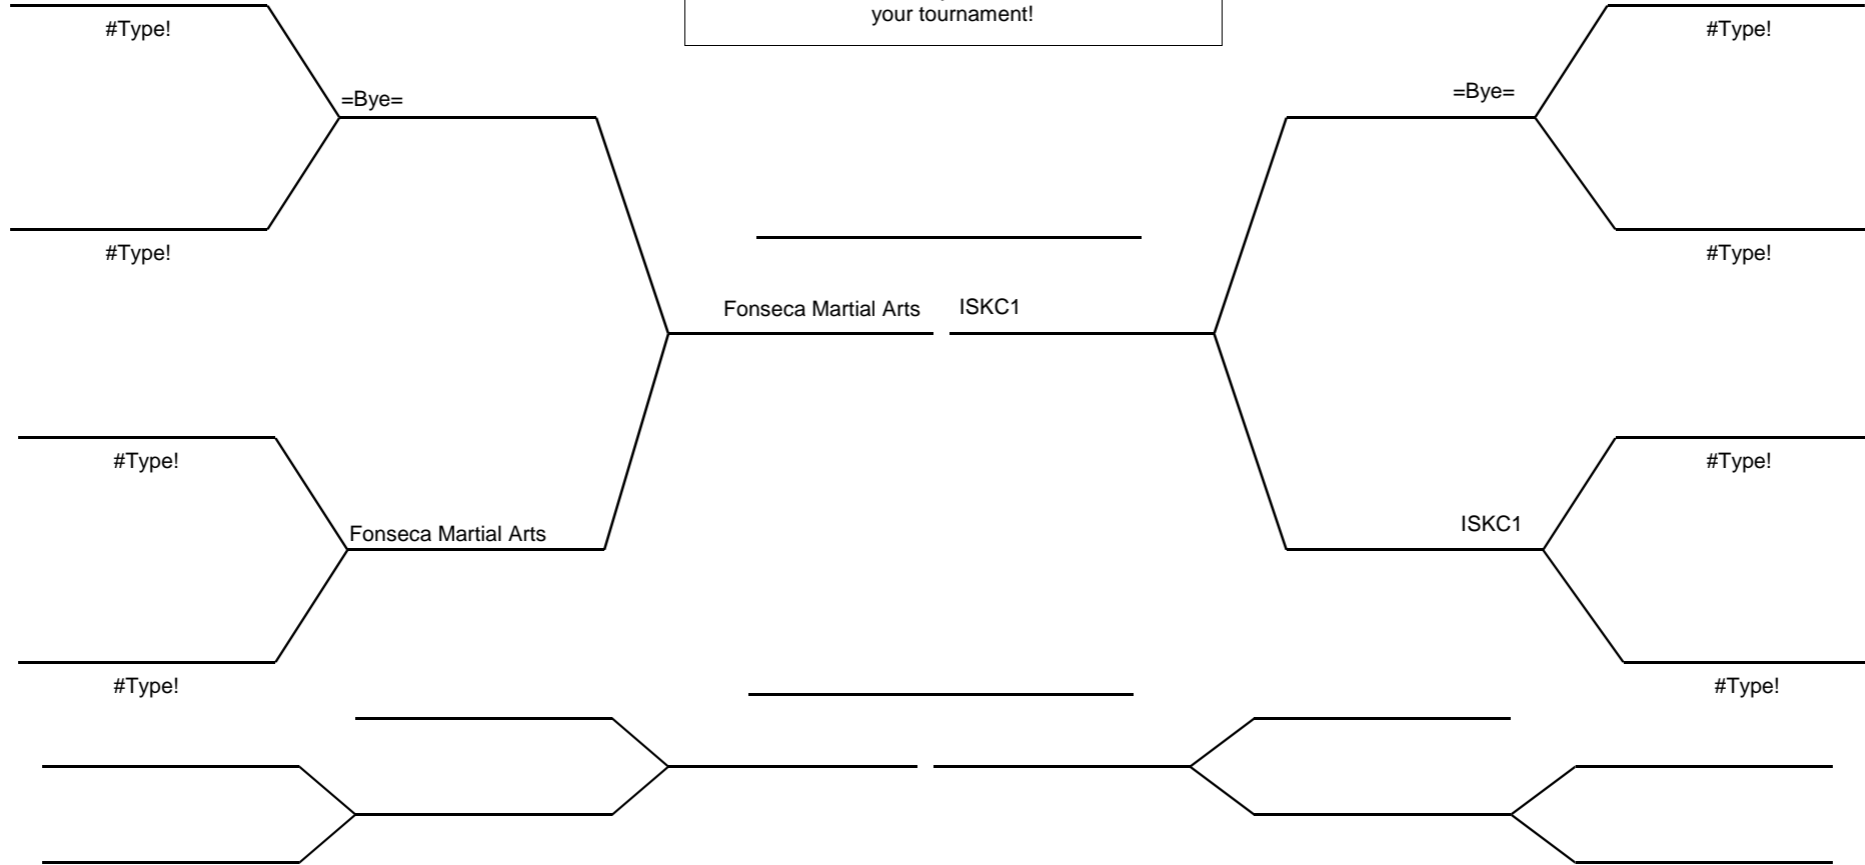 your tournament!
#Type!
#Type!
=Bye=
=Bye=
#Type!
#Type!
Fonseca Martial Arts
ISKC1
#Type!
#Type!
Fonseca Martial Arts
ISKC1
#Type!
#Type!